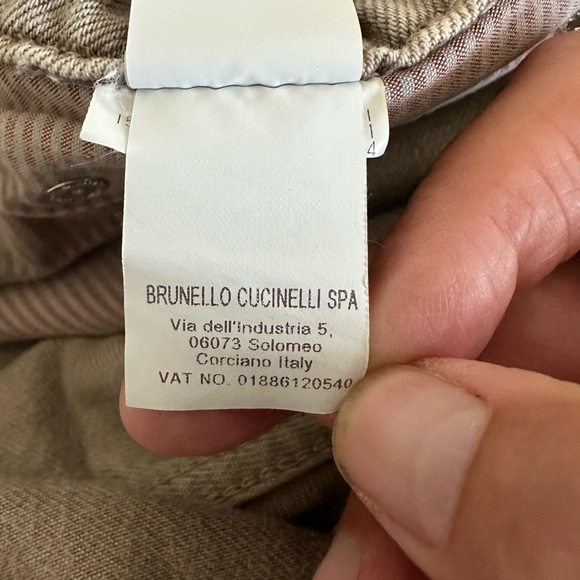 BRUNELLO CUCINELLI SPA
Via dell'Industria 5,
06073 Solomeo
Corciano Italy
VAT NO. 01886120540